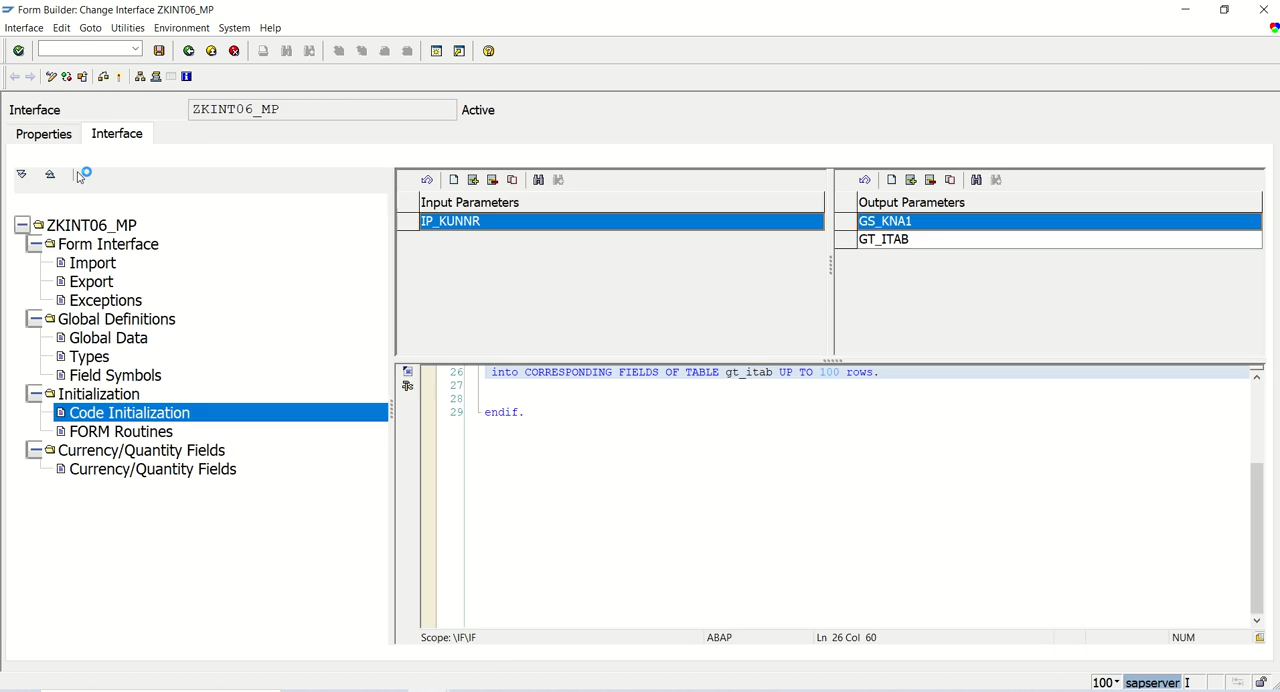 Form Builder: Change Interface ZKINT06_MP
Interface Edit Goto Utilities Environment System Help
Interface ZKINT06_MP Active
Properties Interface
ZKINT06_MP
Form Interface
Import
Export
Exceptions
Global Definitions
Global Data
Types
Field Symbols
Initialization
Code Initialization
FORM Routines
Currency/Quantity Fields
Currency/Quantity Fields
Input Parameters
IP_KUNNR
Output Parameters
GS_KNA1
GT_ITAB
26 into CORRESPONDING FIELDS OF TABLE gt_itab UP TO 100 rows.
27
28
29 endif.
Scope: \IF\IF ABAP Ln 26 Col 60 NUM
100 sapserver